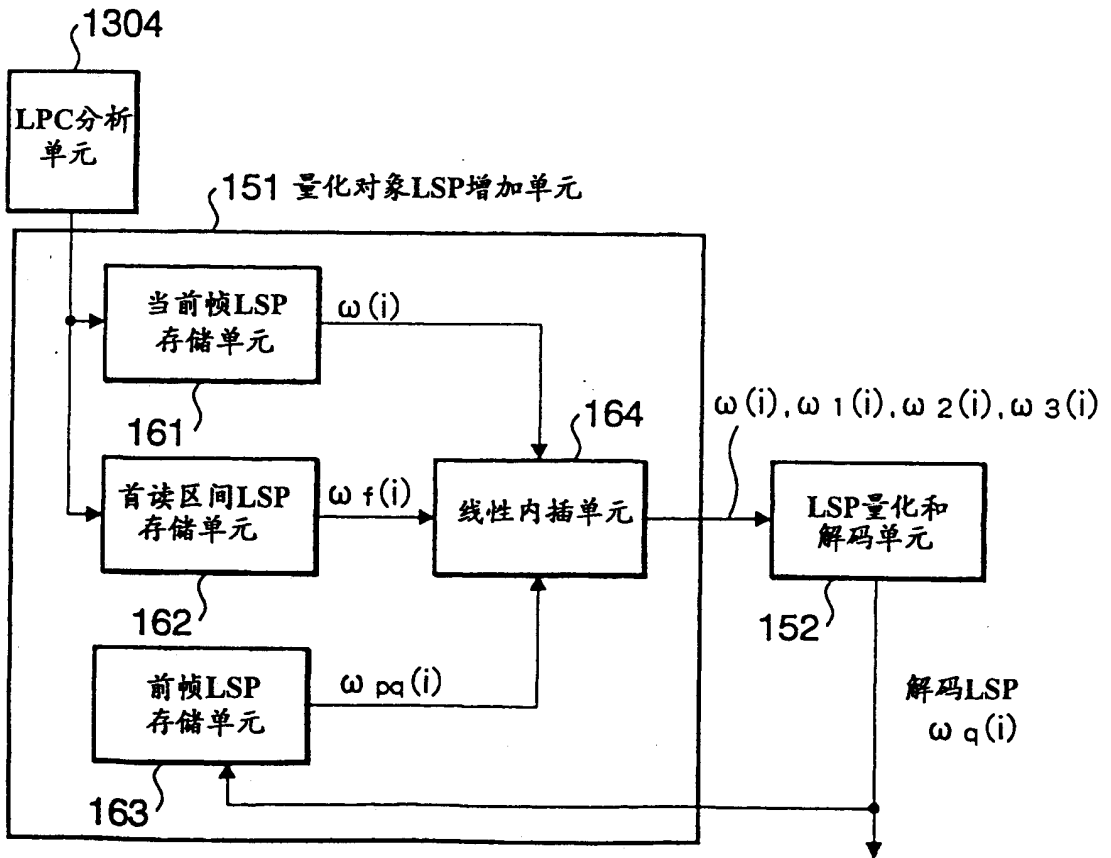 1304
LPC分析
单元
151 量化对象LSP增加单元
当前帧LSP
存储单元
161
ω(i)
首读区间LSP
存储单元
162
ωf(i)
前帧LSP
存储单元
163
ωpq(i)
164
线性内插单元
ω(i),ω1(i),ω2(i),ω3(i)
LSP量化和
解码单元
152
解码LSP
ωq(i)